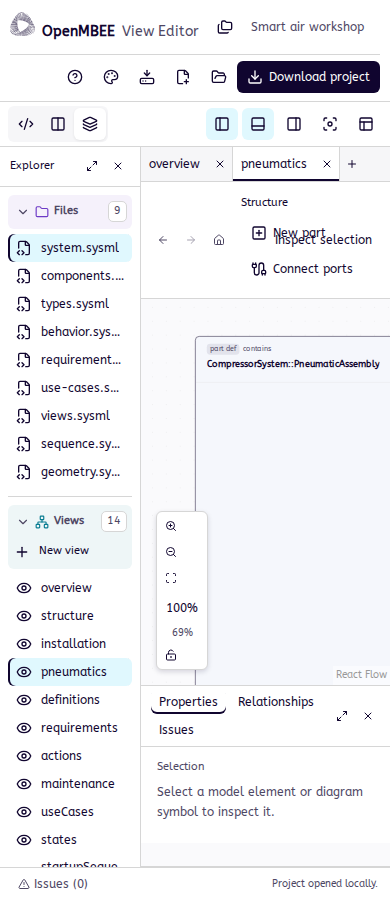 OpenMBEE View Editor
Smart air workshop
Download project
Explorer
overview
pneumatics
Files 9
system.sysml
components....
types.sysml
behavior.sys...
requirement...
use-cases.s...
views.sysml
sequence.sy...
geometry.sy...
Views 14
New view
overview
structure
installation
pneumatics
definitions
requirements
actions
maintenance
useCases
states
startupSeque
Structure
New part
Inspect selection
Connect ports
part def contains
CompressorSystem::PneumaticAssembly
100%
69%
React Flow
Properties
Relationships
Issues
Selection
Select a model element or diagram
symbol to inspect it.
Issues (0)
Project opened locally.